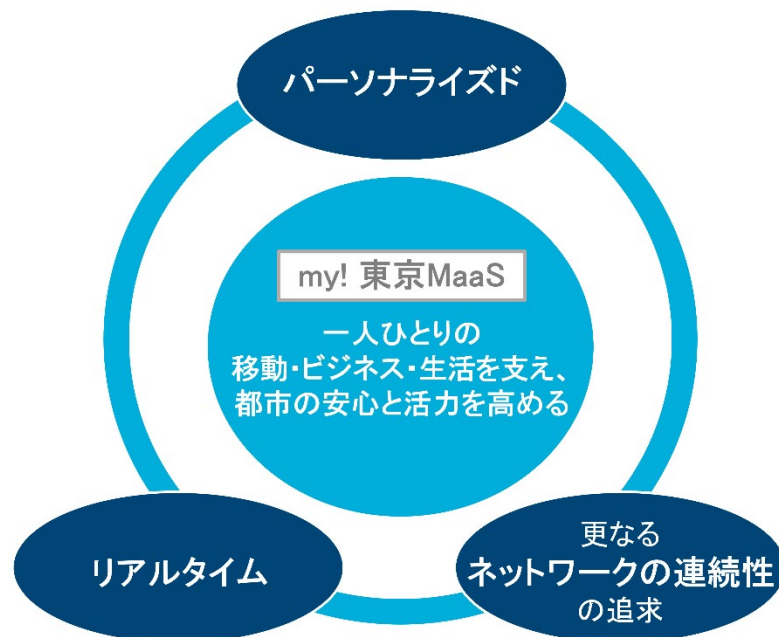 パーソナライズド
my! 東京MaaS
一人ひとりの
移動・ビジネス・生活を支え、
都市の安心と活力を高める
リアルタイム
更なる
ネットワークの連続性
の追求